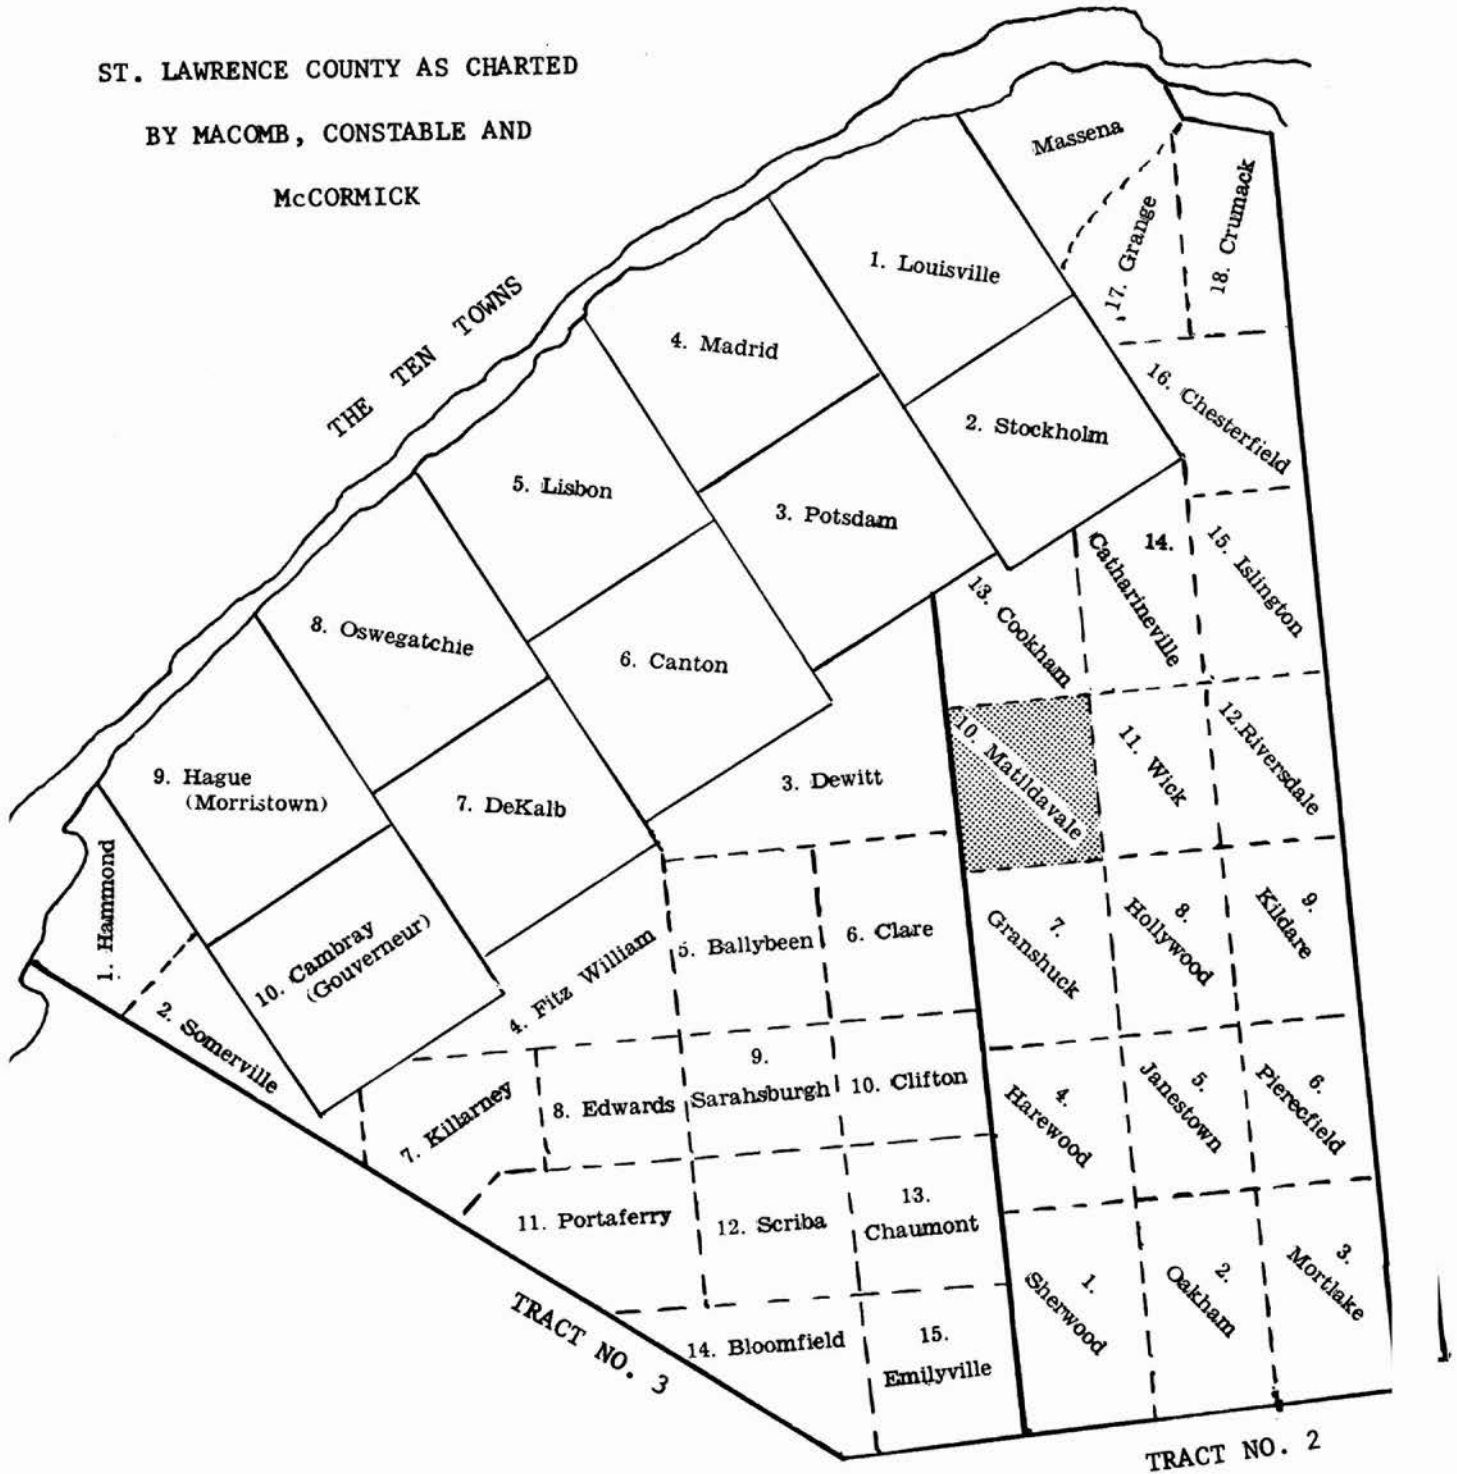 ST. LAWRENCE COUNTY AS CHARTED
BY MACOMB, CONSTABLE AND
McCORMICK
THE TEN TOWNS
Massena
17. Grange
18. Crumack
1. Louisville
4. Madrid
16. Chesterfield
2. Stockholm
5. Lisbon
3. Potsdam
14.
Catharineville
15. Islington
13. Cookham
8. Oswegatchie
6. Canton
10. Matildavale
11. Wick
12. Riversdale
9. Hague
(Morristown)
7. DeKalb
3. Dewitt
1. Hammond
10. Cambray
(Gouverneur)
2. Somerville
4. Fitz William
5. Ballybeen
6. Clare
7.
Granshuck
8.
Hollywood
9.
Kildare
7. Killarney
8. Edwards
9.
Sarahsburgh
10. Clifton
4.
Harewood
5.
Janestown
6.
Piercefield
11. Portaferry
12. Scriba
13.
Chaumont
1.
Sherwood
2.
Oakham
3.
Mortlake
14. Bloomfield
15.
Emilyville
TRACT NO. 3
TRACT NO. 2